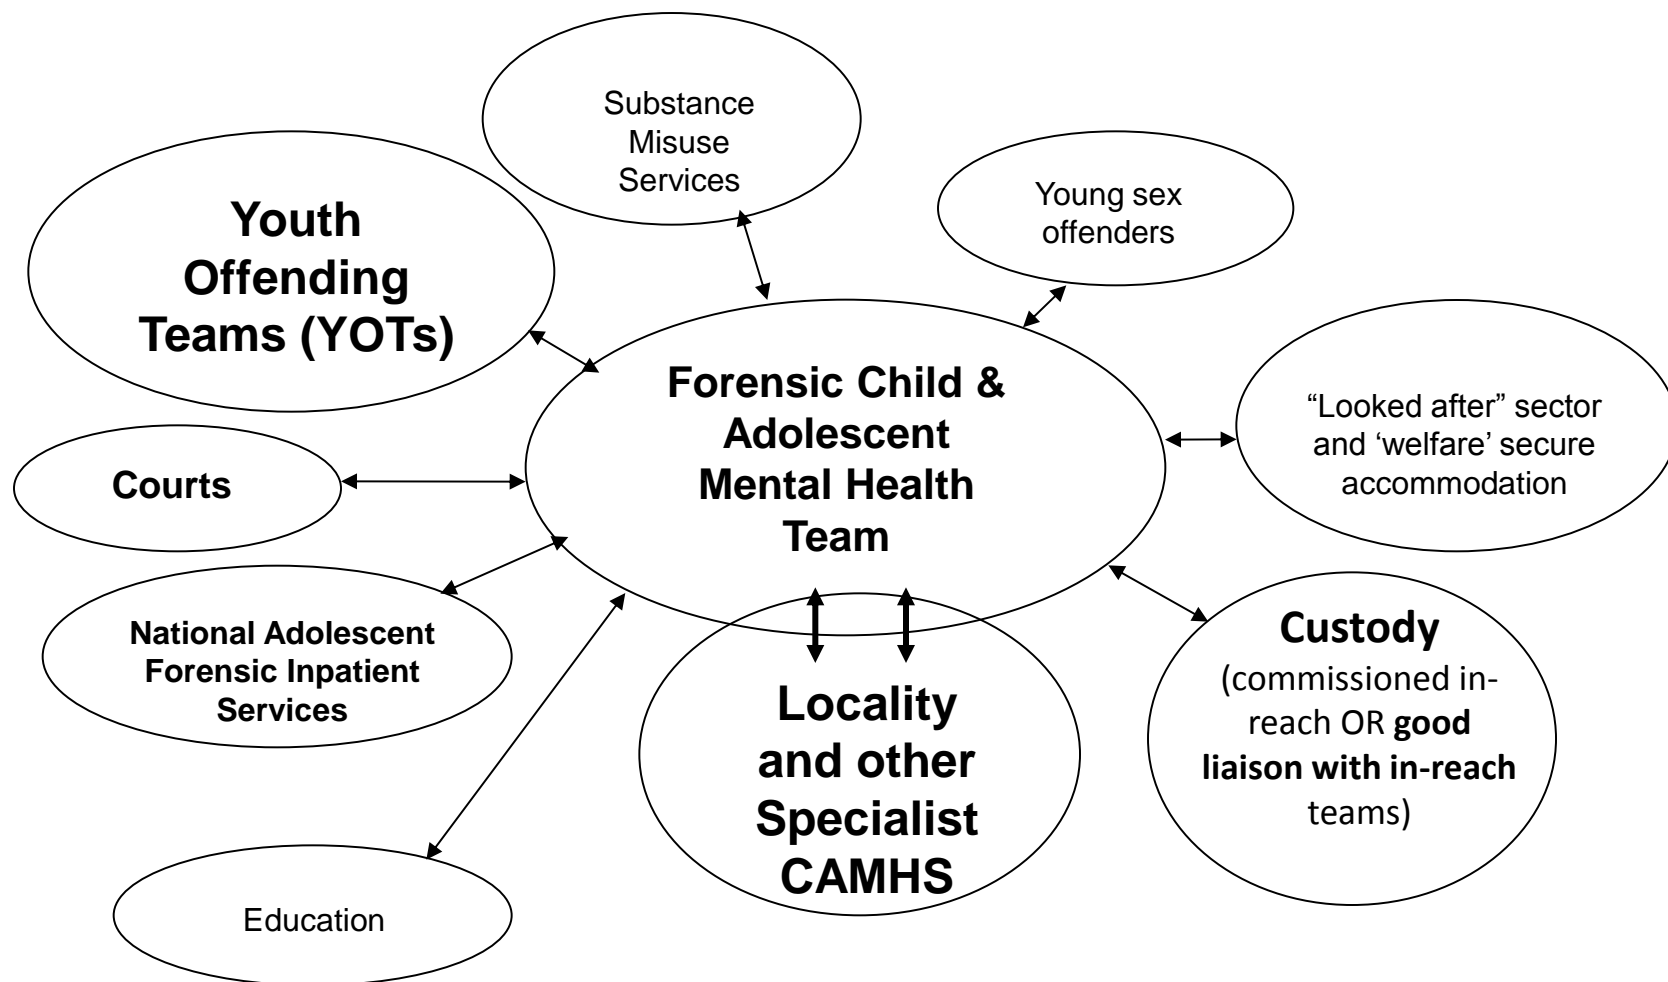 Substance
Misuse
Services
Youth
Offending
Teams (YOTs)
Young sex
offenders
Forensic Child &
Adolescent
Mental Health
Team
“Looked after” sector
and ‘welfare’ secure
accommodation
Courts
National Adolescent
Forensic Inpatient
Services
Custody
(commissioned in-
reach OR good
liaison with in-reach
teams)
Locality
and other
Specialist
CAMHS
Education